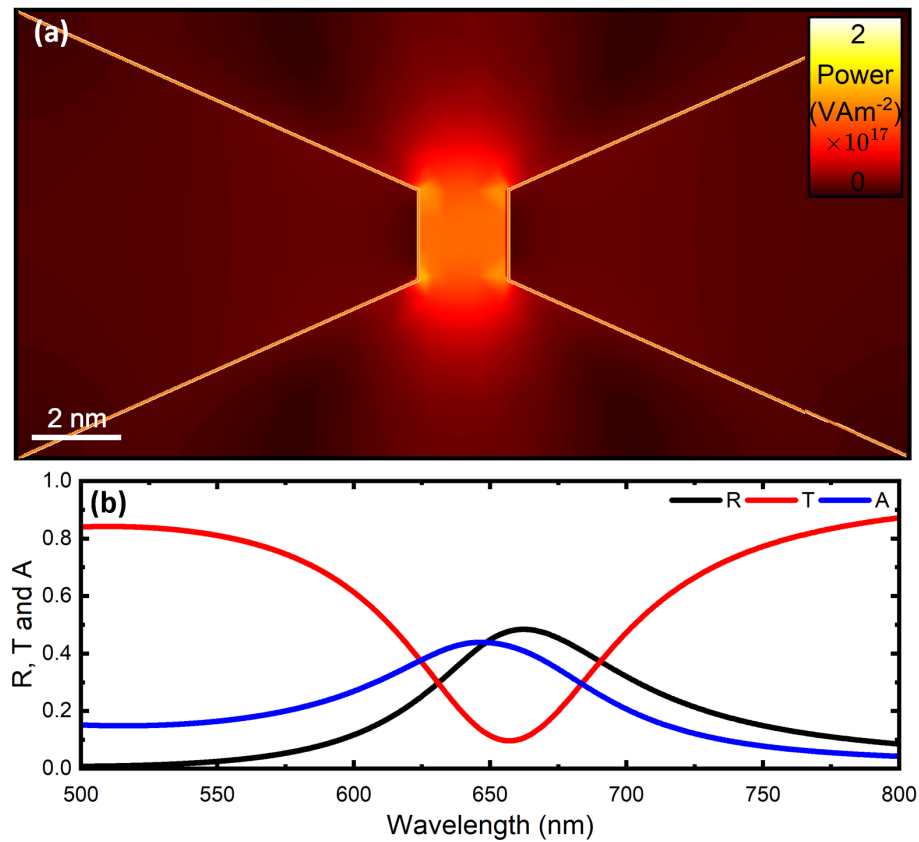 (a)
2
Power
(VAm⁻²)
×10¹⁷
0
2 nm
(b)
R T A
1.0
0.8
0.6
0.4
0.2
0.0
R, T and A
500 550 600 650 700 750 800
Wavelength (nm)